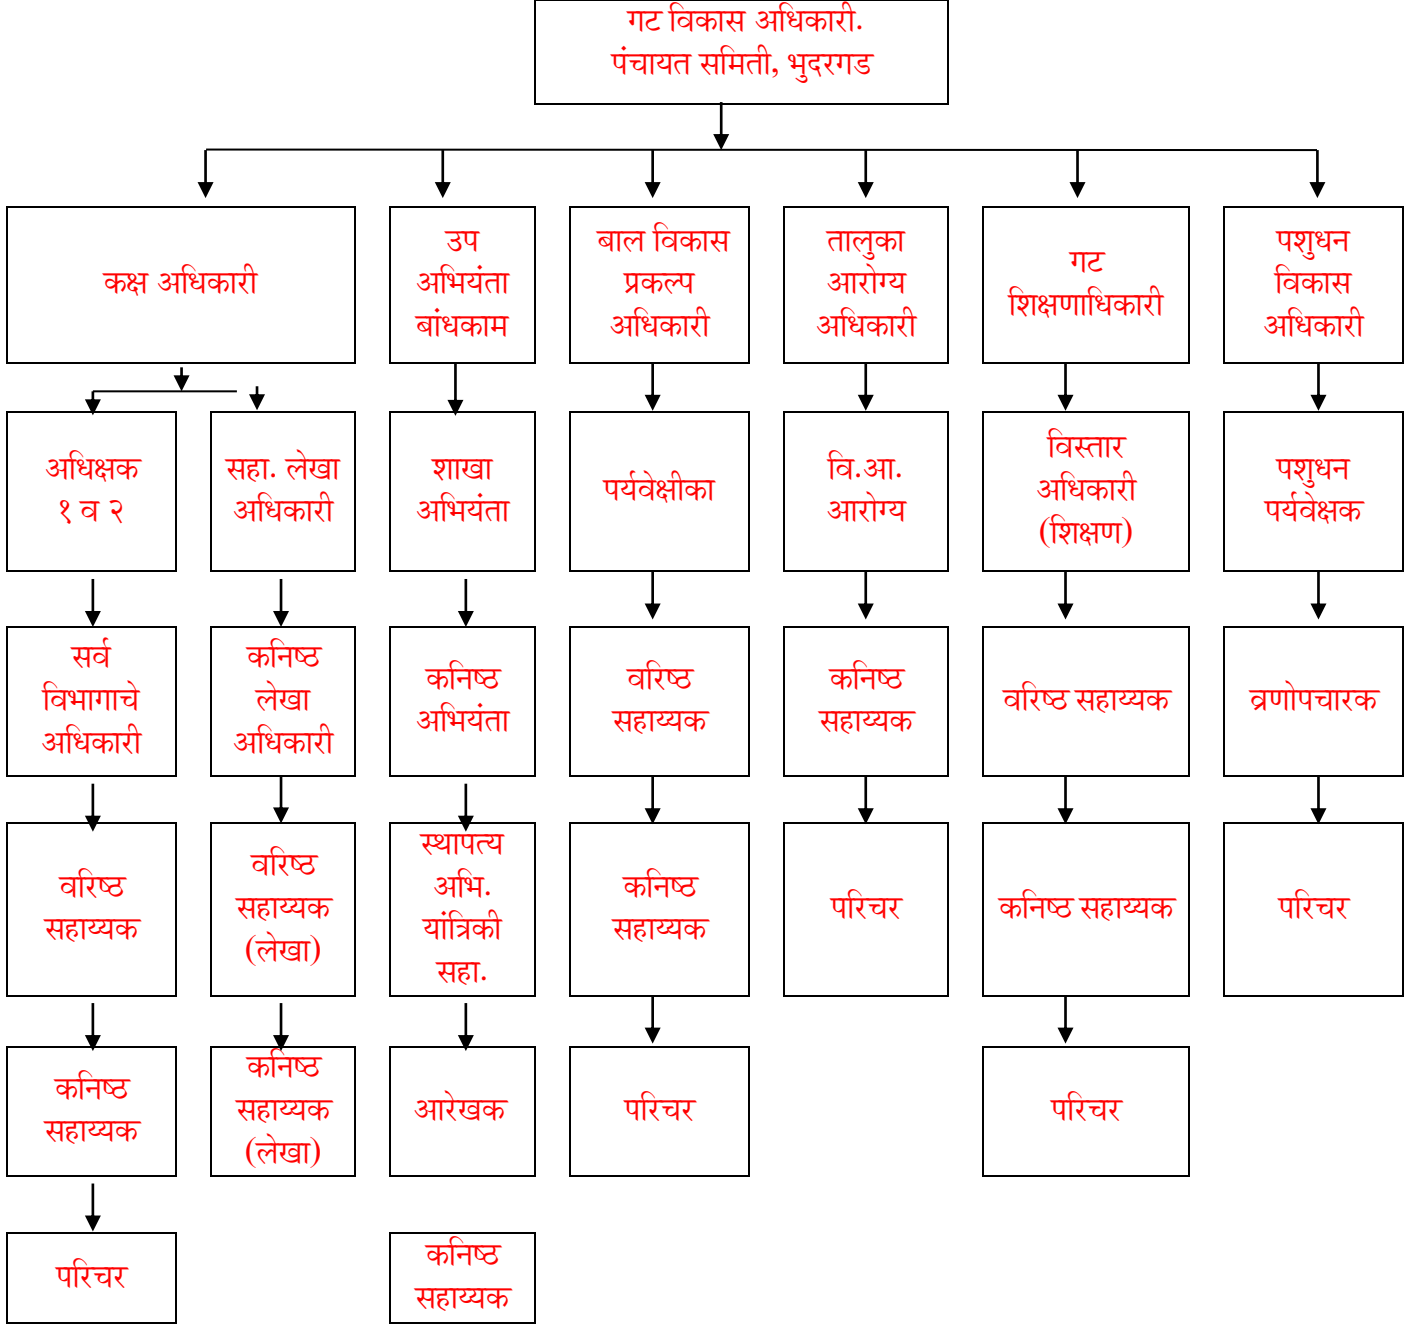 गट विकास अधिकारी.
पंचायत समिती, भुदरगड
कक्ष अधिकारी
उप
अभियंता
बांधकाम
बाल विकास
प्रकल्प
अधिकारी
तालुका
आरोग्य
अधिकारी
गट
शिक्षणाधिकारी
पशुधन
विकास
अधिकारी
अधिक्षक
१ व २
सहा. लेखा
अधिकारी
शाखा
अभियंता
पर्यवेक्षीका
वि.आ.
आरोग्य
विस्तार
अधिकारी
(शिक्षण)
पशुधन
पर्यवेक्षक
सर्व
विभागाचे
अधिकारी
कनिष्ठ
लेखा
अधिकारी
कनिष्ठ
अभियंता
वरिष्ठ
सहाय्यक
कनिष्ठ
सहाय्यक
वरिष्ठ सहाय्यक
व्रणोपचारक
वरिष्ठ
सहाय्यक
वरिष्ठ
सहाय्यक
(लेखा)
स्थापत्य
अभि.
यांत्रिकी
सहा.
कनिष्ठ
सहाय्यक
परिचर
कनिष्ठ सहाय्यक
परिचर
कनिष्ठ
सहाय्यक
कनिष्ठ
सहाय्यक
(लेखा)
आरेखक
परिचर
परिचर
परिचर
कनिष्ठ
सहाय्यक